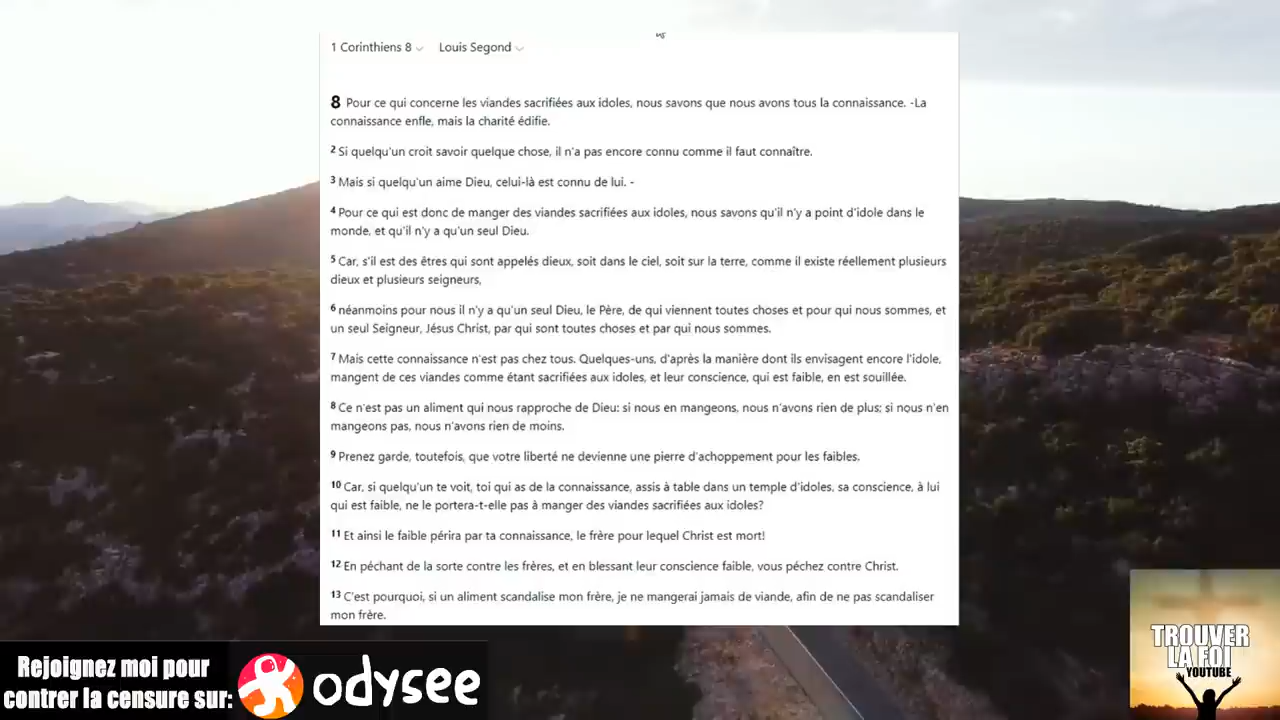 1 Corinthiens 8 Louis Segond
8 Pour ce qui concerne les viandes sacrifiées aux idoles, nous savons que nous avons tous la connaissance. -La
connaissance enfle, mais la charité édifie.
2 Si quelqu'un croit savoir quelque chose, il n'a pas encore connu comme il faut connaître.
3 Mais si quelqu'un aime Dieu, celui-là est connu de lui. -
4 Pour ce qui est donc de manger des viandes sacrifiées aux idoles, nous savons qu'il n'y a point d'idole dans le
monde, et qu'il n'y a qu'un seul Dieu.
5 Car, s'il est des êtres qui sont appelés dieux, soit dans le ciel, soit sur la terre, comme il existe réellement plusieurs
dieux et plusieurs seigneurs,
6 néanmoins pour nous il n'y a qu'un seul Dieu, le Père, de qui viennent toutes choses et pour qui nous sommes, et
un seul Seigneur, Jésus Christ, par qui sont toutes choses et par qui nous sommes.
7 Mais cette connaissance n'est pas chez tous. Quelques-uns, d'après la manière dont ils envisagent encore l'idole,
mangent de ces viandes comme étant sacrifiées aux idoles, et leur conscience, qui est faible, en est souillée.
8 Ce n'est pas un aliment qui nous rapproche de Dieu: si nous en mangeons, nous n'avons rien de plus; si nous n'en
mangeons pas, nous n'avons rien de moins.
9 Prenez garde, toutefois, que votre liberté ne devienne une pierre d'achoppement pour les faibles.
10 Car, si quelqu'un te voit, toi qui as de la connaissance, assis à table dans un temple d'idoles, sa conscience, à lui
qui est faible, ne le portera-t-elle pas à manger des viandes sacrifiées aux idoles?
11 Et ainsi le faible périra par ta connaissance, le frère pour lequel Christ est mort!
12 En péchant de la sorte contre les frères, et en blessant leur conscience faible, vous péchez contre Christ.
13 C'est pourquoi, si un aliment scandalise mon frère, je ne mangerai jamais de viande, afin de ne pas scandaliser
mon frère.
Rejoignez moi pour
contrer la censure sur:
odysee
TROUVER
LA FOI
YOUTUBE